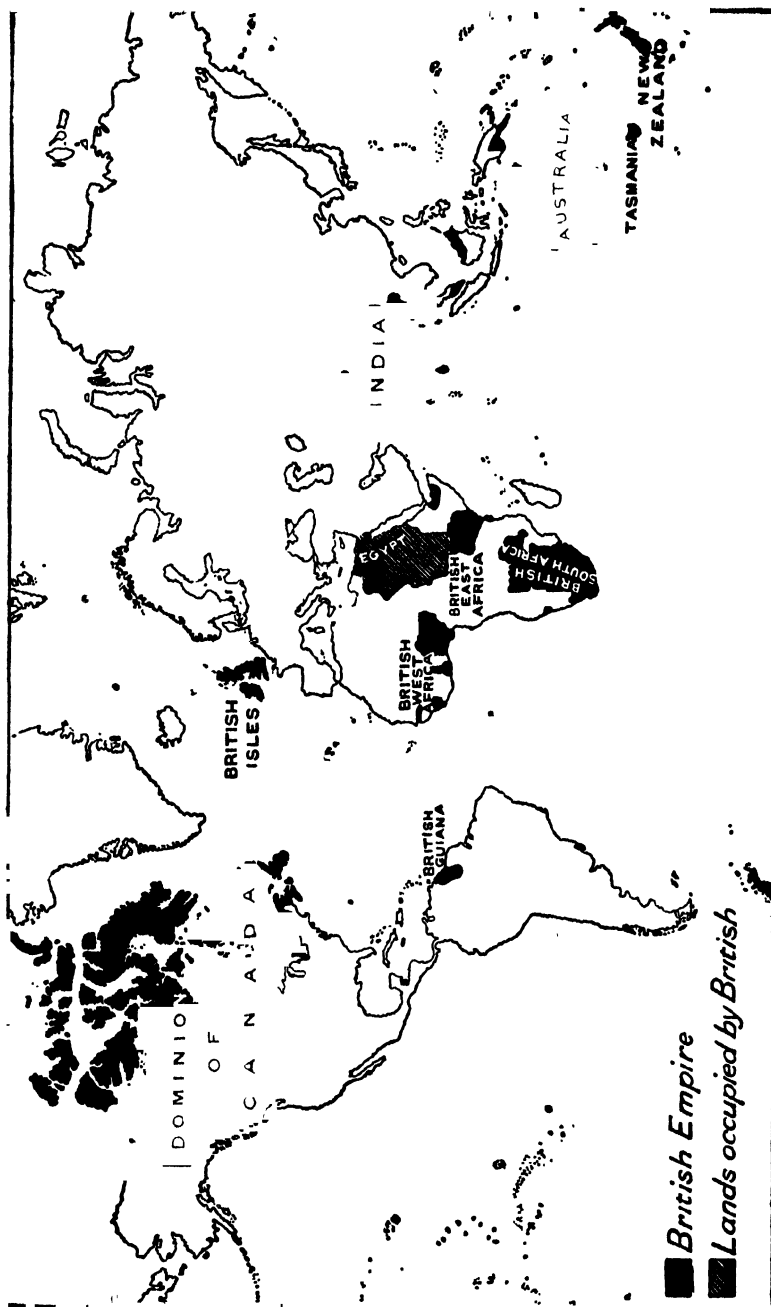 DOMINIO
OF
CANADA
BRITISH
ISLES
BRITISH
GUIANA
BRITISH
WEST
AFRICA
EGYPT
BRITISH
EAST
AFRICA
BRITISH
SOUTH AFRICA
INDIA
AUSTRALIA
TASMANIA
NEW
ZEALAND
British Empire
Lands occupied by British